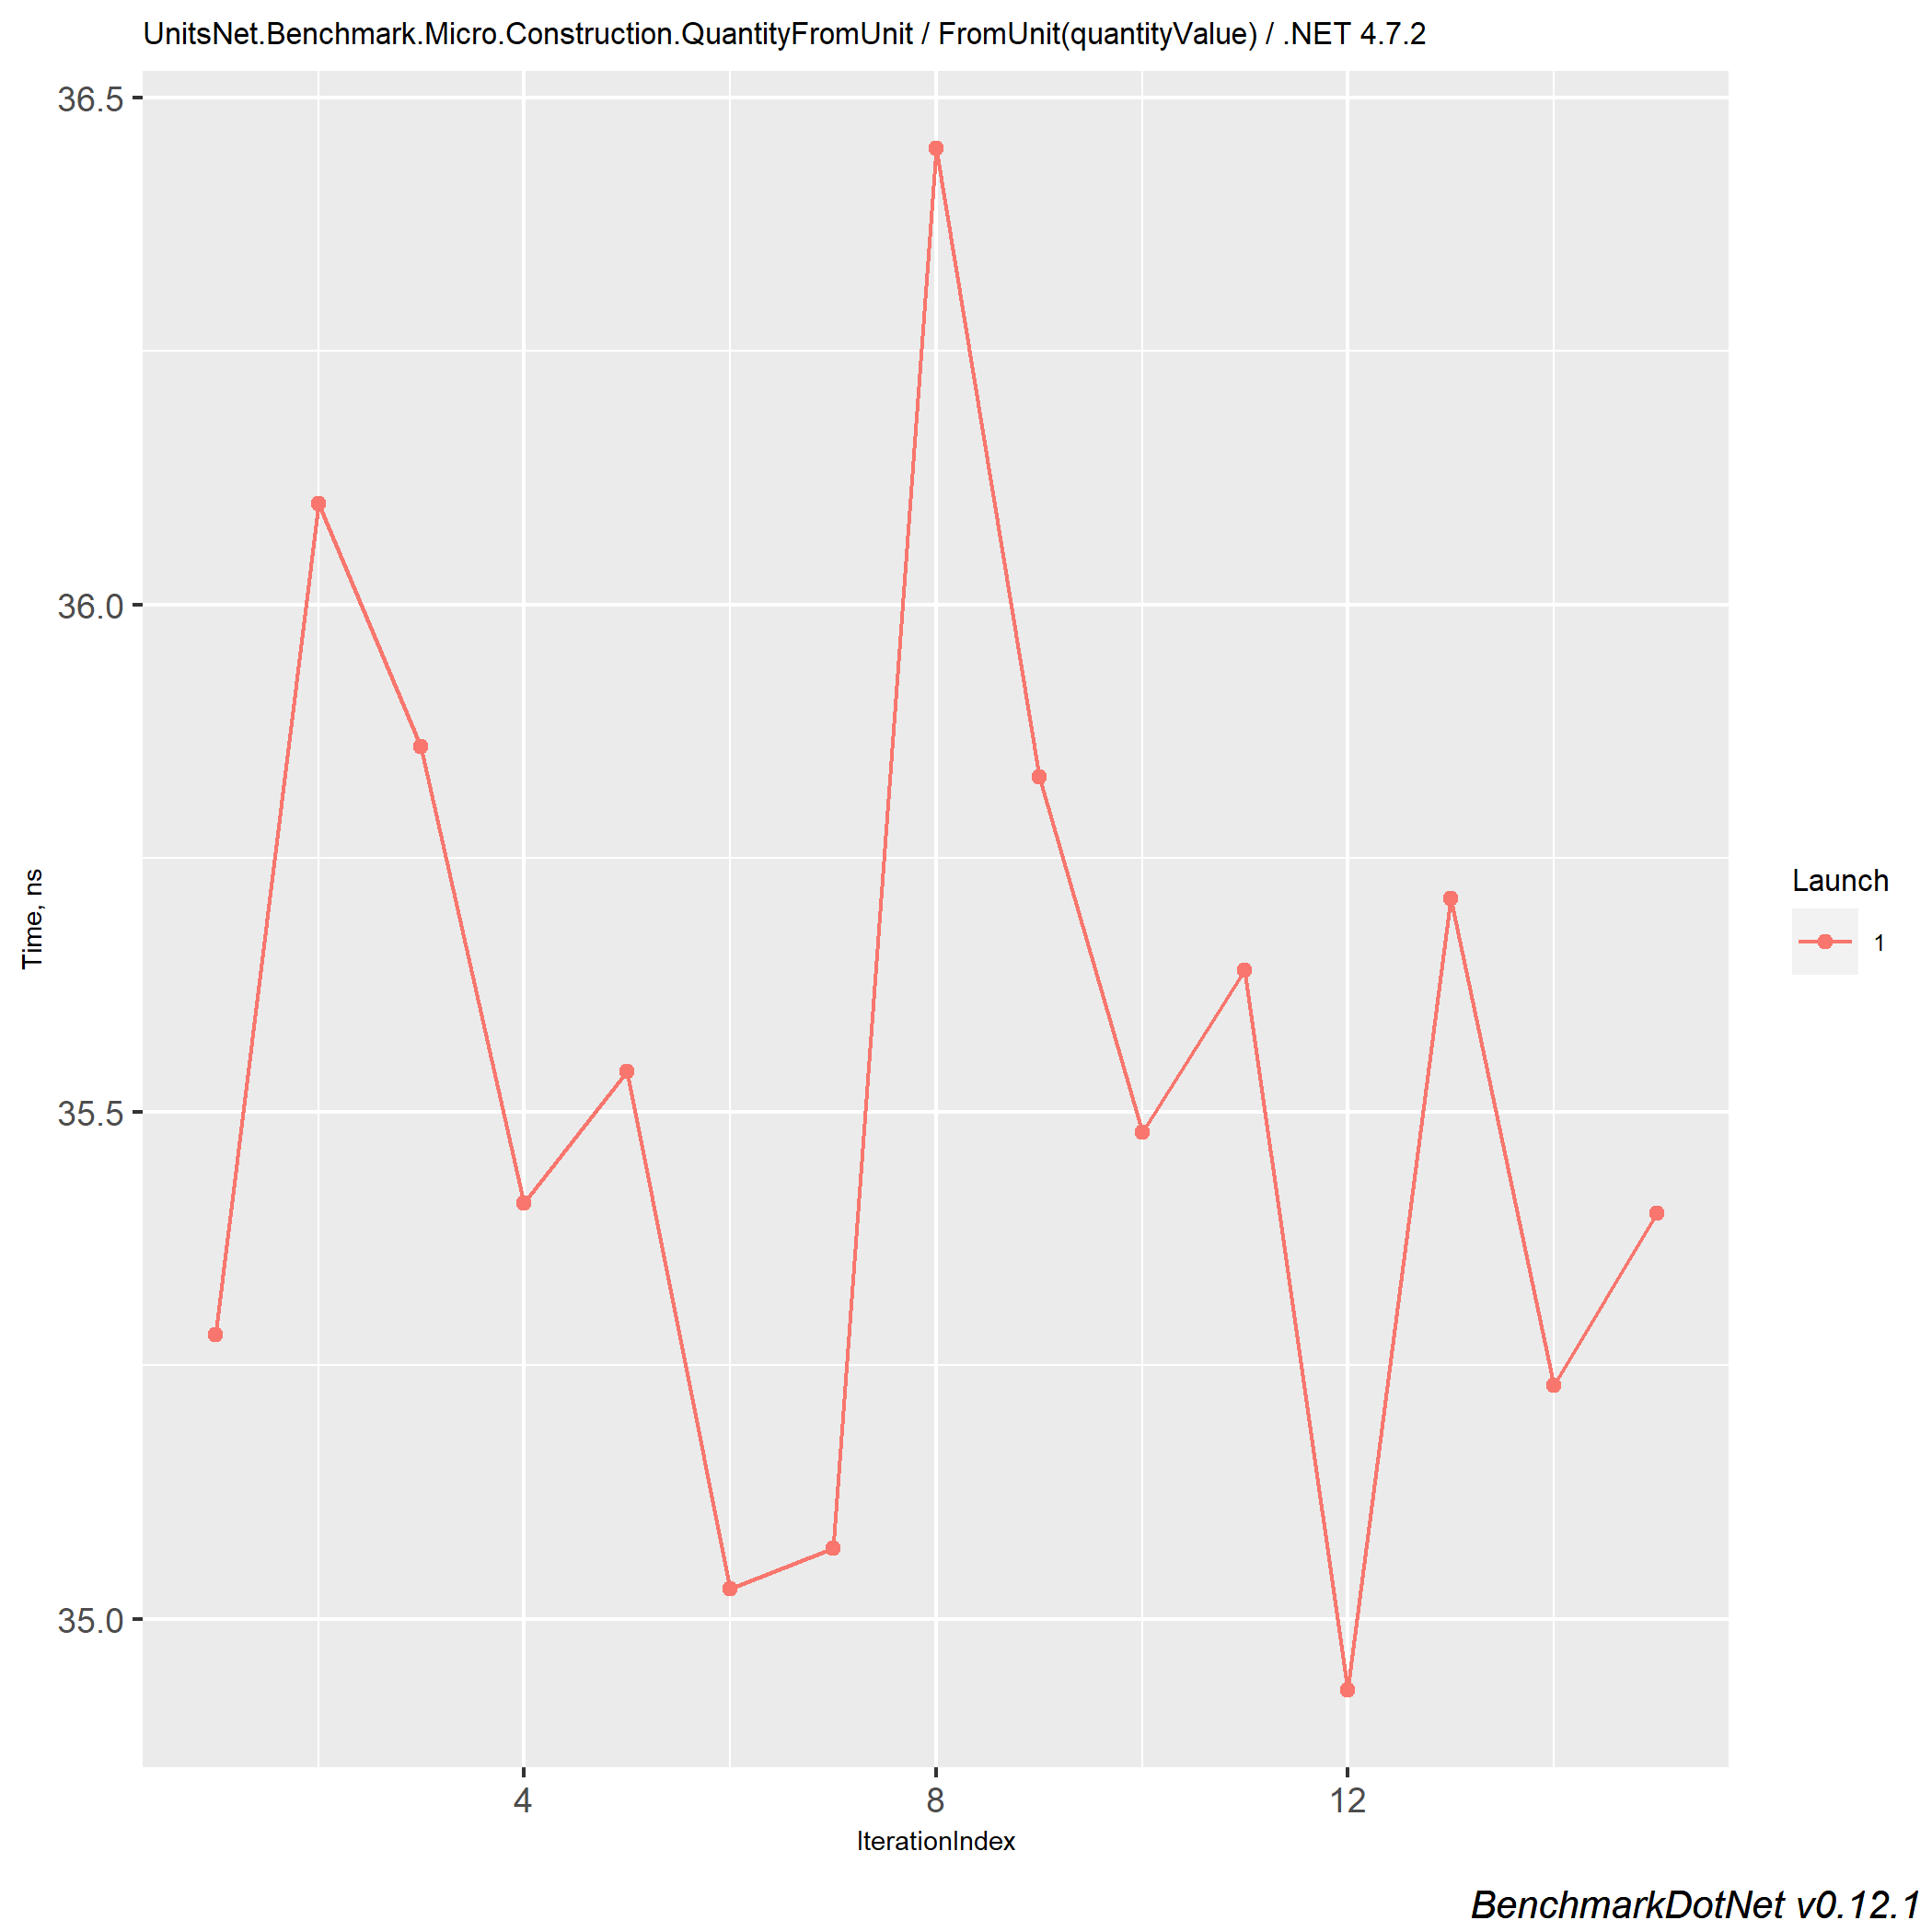 UnitsNet.Benchmark.Micro.Construction.QuantityFromUnit / FromUnit(quantityValue) / .NET 4.7.2
36.5
36.0
35.5
35.0
Time, ns
4 8 12
IterationIndex
Launch
1
BenchmarkDotNet v0.12.1